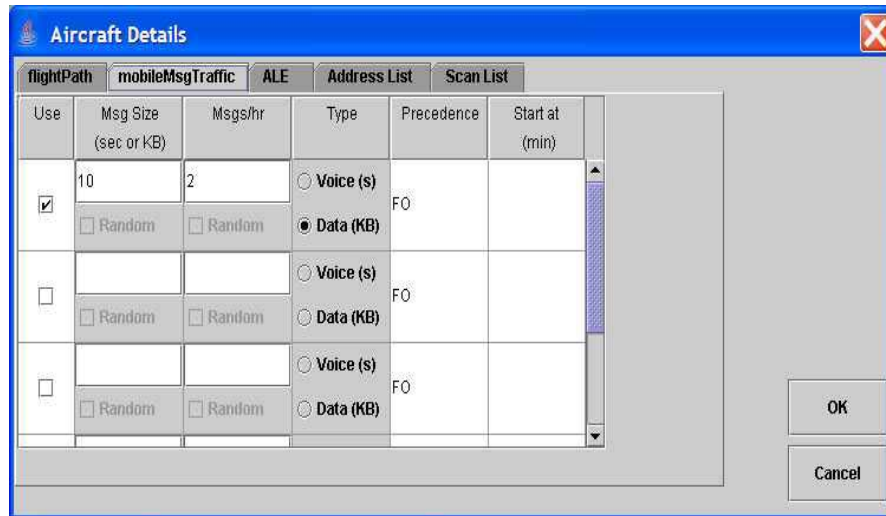 Aircraft Details
flightPath mobileMsgTraffic ALE Address List Scan List
Use Msg Size Msgs/hr Type Precedence Start at
(sec or KB) (min)
10 2 Voice (s)
FO
Random Random Data (KB)
Voice (s)
FO
Random Random Data (KB)
Voice (s)
FO
Random Random Data (KB)
OK
Cancel